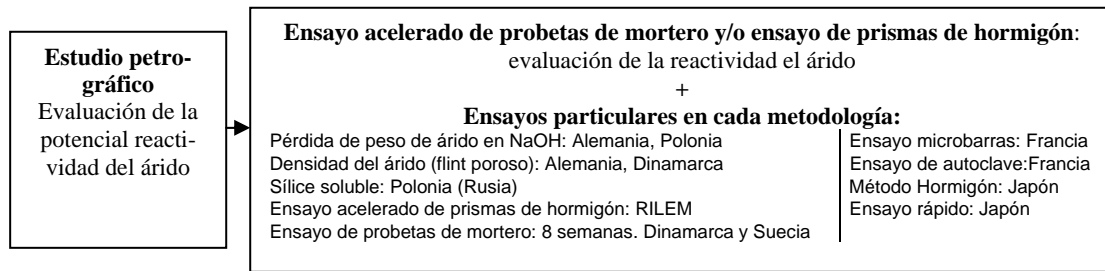 Estudio petro-
gráfico
Evaluación de la
potencial reacti-
vidad del árido
Ensayo acelerado de probetas de mortero y/o ensayo de prismas de hormigón:
evaluación de la reactividad el árido
+
Ensayos particulares en cada metodología:
Pérdida de peso de árido en NaOH: Alemania, Polonia
Densidad del árido (flint poroso): Alemania, Dinamarca
Sílice soluble: Polonia (Rusia)
Ensayo acelerado de prismas de hormigón: RILEM
Ensayo de probetas de mortero: 8 semanas. Dinamarca y Suecia
Ensayo microbarras: Francia
Ensayo de autoclave:Francia
Método Hormigón: Japón
Ensayo rápido: Japón